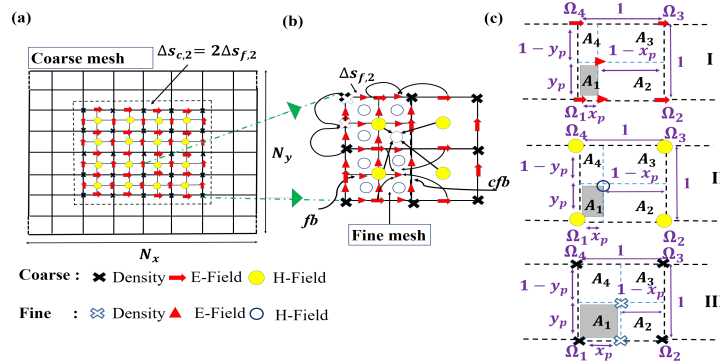 (a)
Coarse mesh
Δs_{c,2} = 2Δs_{f,2}
N_y
N_x
(b)
Δs_{f,2}
fb
cfb
Fine mesh
(c)
Ω_4 1 Ω_3
A_4 A_3
1 − y_p 1 − x_p 1 I
y_p A_1 A_2
Ω_1 x_p Ω_2
Ω_4 1 Ω_3
A_4 A_3
1 − y_p 1 − x_p 1 II
y_p A_1 A_2
Ω_1 x_p Ω_2
Ω_4 1 Ω_3
A_4 A_3
1 − y_p 1 − x_p 1 III
y_p A_1 A_2
Ω_1 x_p Ω_2
Coarse : Density E-Field H-Field
Fine : Density E-Field H-Field